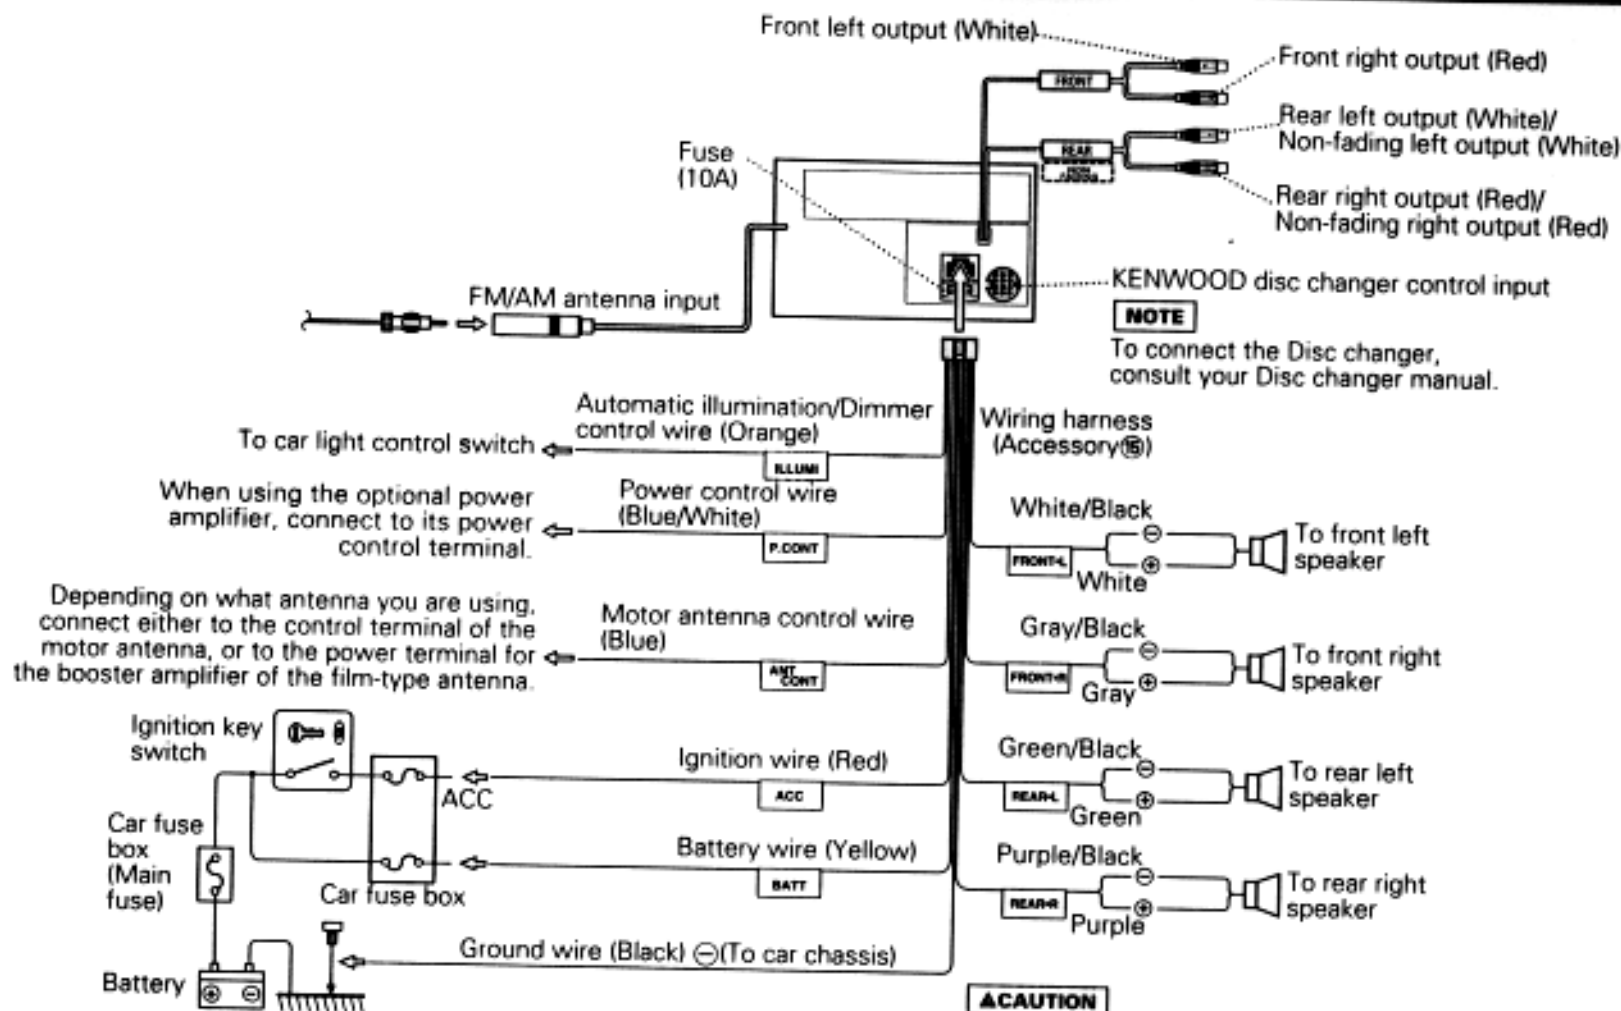 Front left output (White)
Front right output (Red)
FRONT
Rear left output (White)/
Non-fading left output (White)
REAR
Rear right output (Red)/
Non-fading right output (Red)
Fuse
(10A)
KENWOOD disc changer control input
NOTE
To connect the Disc changer,
consult your Disc changer manual.
FM/AM antenna input
Automatic illumination/Dimmer
control wire (Orange)
To car light control switch
ILLUMI
Wiring harness
(Accessory⑮)
When using the optional power
amplifier, connect to its power
control terminal.
Power control wire
(Blue/White)
P.CONT
White/Black
⊖
FRONT•L
⊕
White
To front left
speaker
Depending on what antenna you are using,
connect either to the control terminal of the
motor antenna, or to the power terminal for
the booster amplifier of the film-type antenna.
Motor antenna control wire
(Blue)
ANT.
CONT
Gray/Black
⊖
FRONT•R
⊕
Gray
To front right
speaker
Ignition key
switch
ACC
Ignition wire (Red)
ACC
Green/Black
⊖
REAR•L
⊕
Green
To rear left
speaker
Car fuse
box
(Main
fuse)
Car fuse box
Battery wire (Yellow)
BATT
Purple/Black
⊖
REAR•R
⊕
Purple
To rear right
speaker
Ground wire (Black) ⊖(To car chassis)
Battery
⊕ ⊖
▲CAUTION